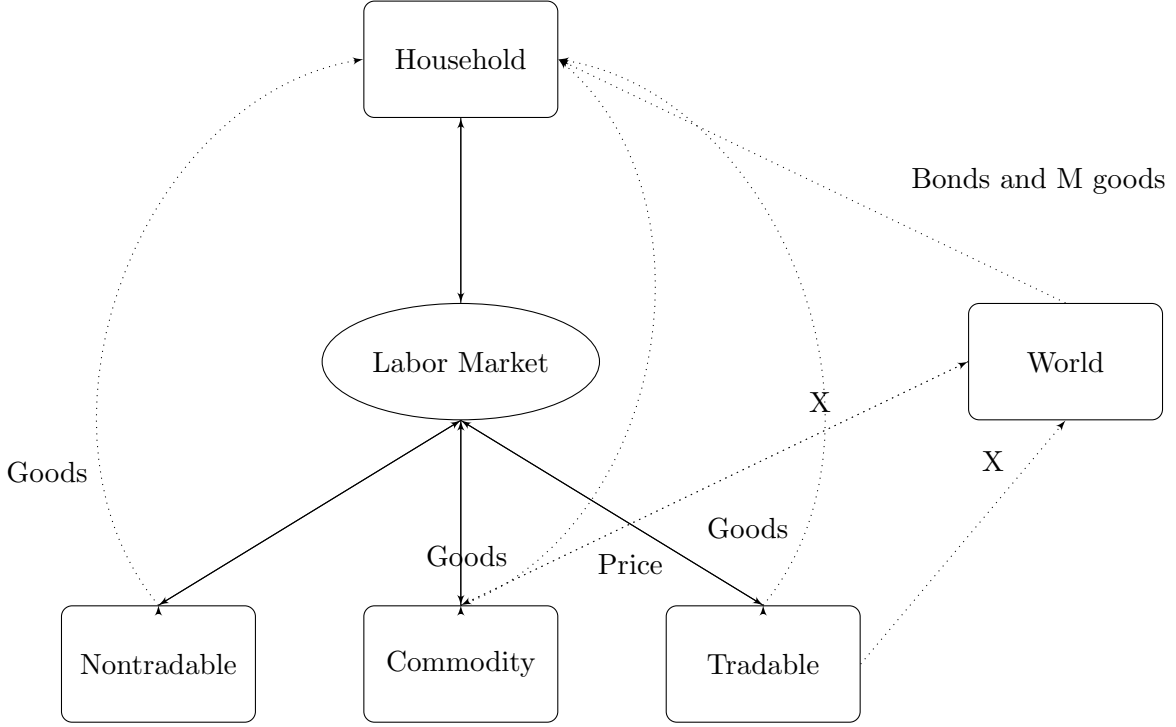 Household
Bonds and M goods
Labor Market
World
X
X
Goods
Goods
Goods
Price
Nontradable
Commodity
Tradable